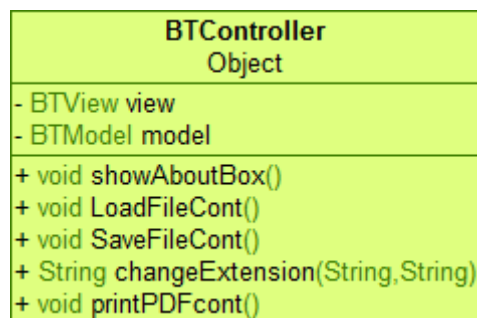 BTController
Object
- BTView view
- BTModel model
+ void showAboutBox()
+ void LoadFileCont()
+ void SaveFileCont()
+ String changeExtension(String,String)
+ void printPDFcont()